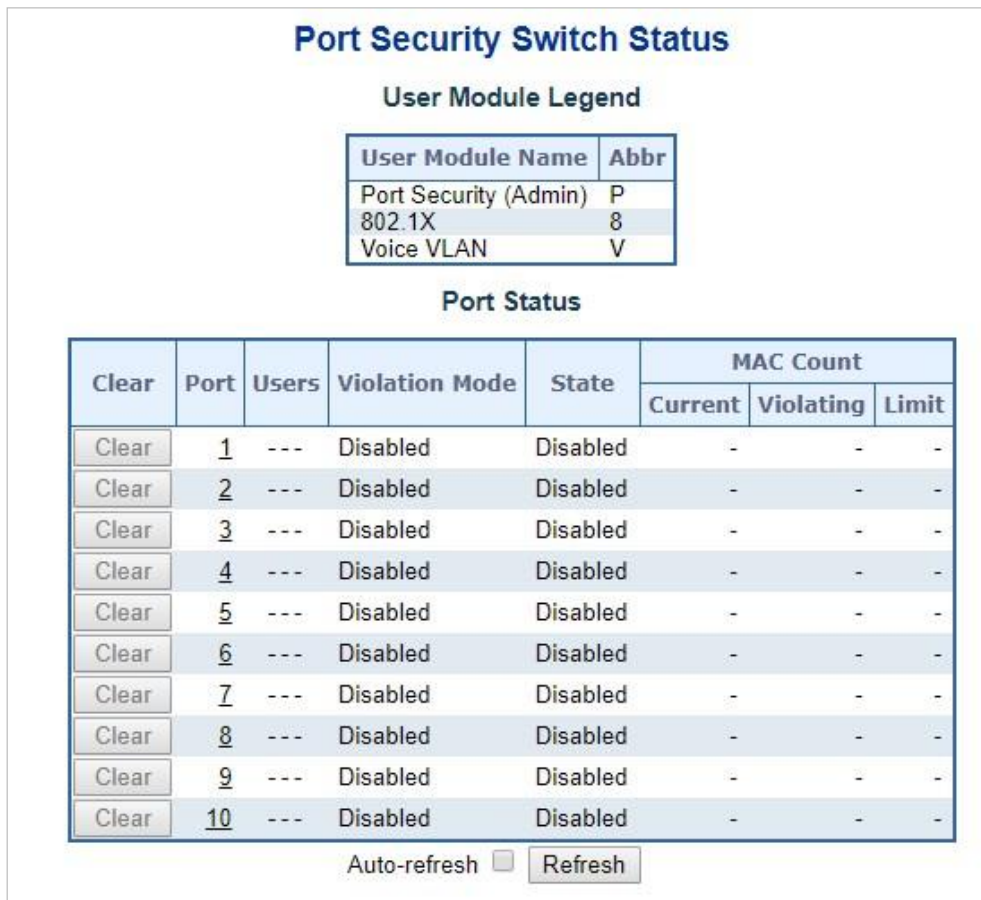 Port Security Switch Status
User Module Legend
User Module Name Abbr
Port Security (Admin) P
802.1X 8
Voice VLAN V
Port Status
Clear Port Users Violation Mode State MAC Count
Current Violating Limit
Clear 1 --- Disabled Disabled - - -
Clear 2 --- Disabled Disabled - - -
Clear 3 --- Disabled Disabled - - -
Clear 4 --- Disabled Disabled - - -
Clear 5 --- Disabled Disabled - - -
Clear 6 --- Disabled Disabled - - -
Clear 7 --- Disabled Disabled - - -
Clear 8 --- Disabled Disabled - - -
Clear 9 --- Disabled Disabled - - -
Clear 10 --- Disabled Disabled - - -
Auto-refresh Refresh